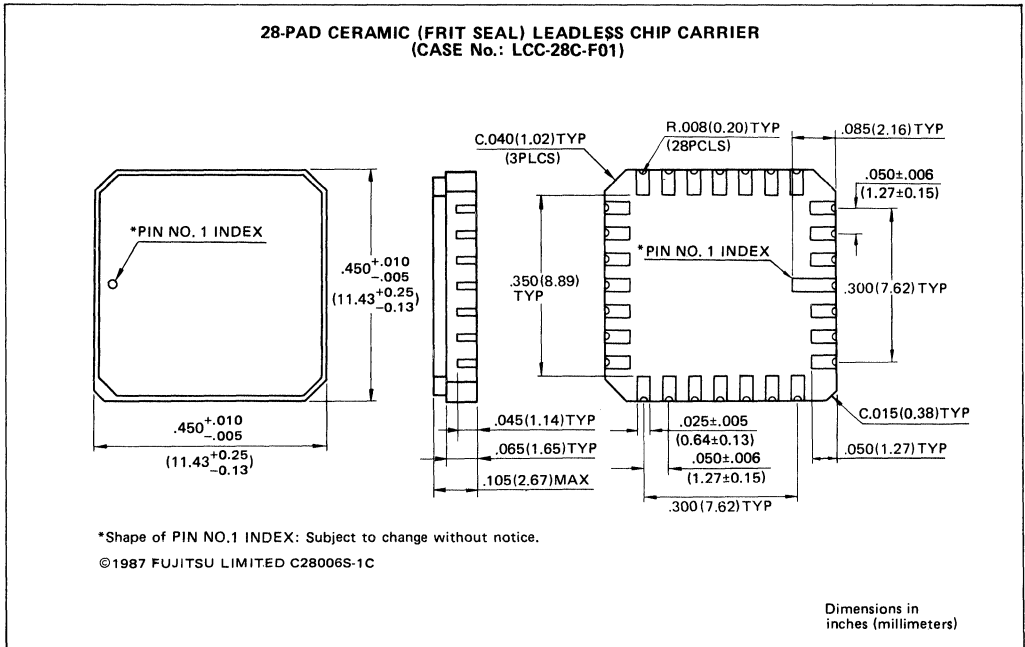 28-PAD CERAMIC (FRIT SEAL) LEADLESS CHIP CARRIER
(CASE No.: LCC-28C-F01)
C.040(1.02)TYP
(3PLCS)
R.008(0.20)TYP
(28PCLS)
.085(2.16)TYP
.050±.006
(1.27±0.15)
*PIN NO. 1 INDEX
.450+.010
−.005
(11.43+0.25
−0.13)
.350(8.89)
TYP
*PIN NO. 1 INDEX
.300(7.62)TYP
.450+.010
−.005
(11.43+0.25
−0.13)
.045(1.14)TYP
.065(1.65)TYP
.105(2.67)MAX
.025±.005
(0.64±0.13)
.050±.006
(1.27±0.15)
.300(7.62)TYP
C.015(0.38)TYP
.050(1.27)TYP
*Shape of PIN NO.1 INDEX: Subject to change without notice.
©1987 FUJITSU LIMITED C28006S-1C
Dimensions in
inches (millimeters)